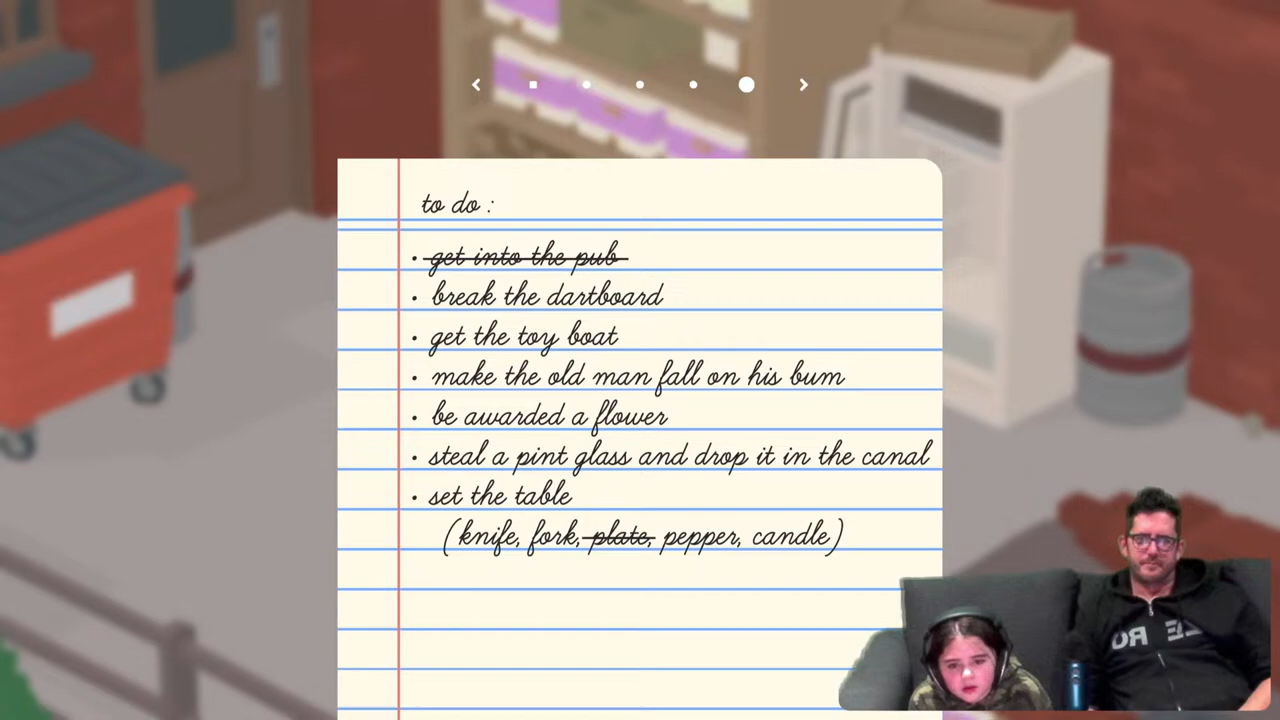 to do :
• get into the pub
• break the dartboard
• get the toy boat
• make the old man fall on his bum
• be awarded a flower
• steal a pint glass and drop it in the canal
• set the table
(knife, fork, plate, pepper, candle)